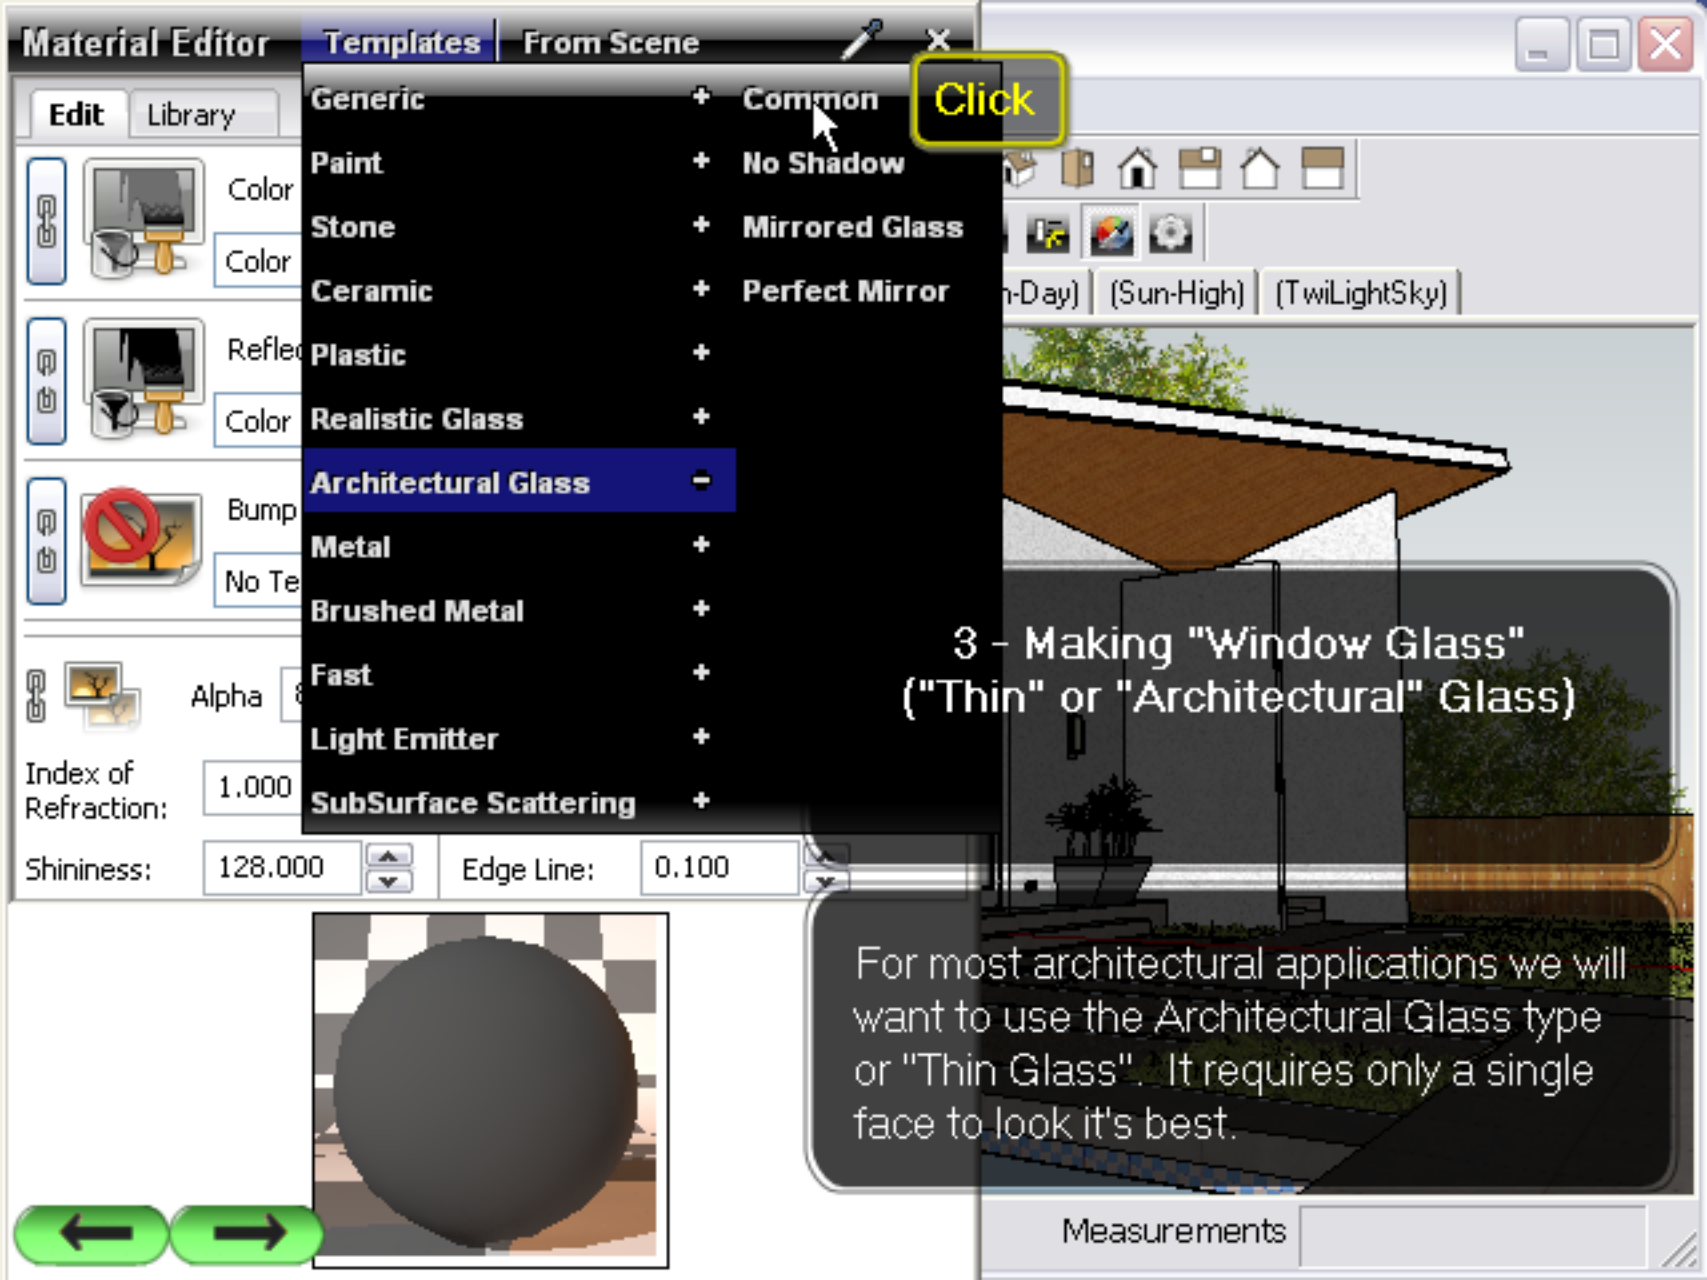 Material Editor
Templates
From Scene
Edit
Library
Generic +
Paint +
Stone +
Ceramic +
Plastic +
Realistic Glass +
Architectural Glass -
Metal +
Brushed Metal +
Fast +
Light Emitter +
SubSurface Scattering +
Common
No Shadow
Mirrored Glass
Perfect Mirror
Click
Color
Color
Color
Bump
Alpha
Index of
Refraction:
1.000
Shininess:
128.000
Edge Line:
0.100
(Sun-High)
(TwiLightSky)
3 - Making "Window Glass"
("Thin" or "Architectural" Glass)
For most architectural applications we will
want to use the Architectural Glass type
or "Thin Glass".  It requires only a single
face to look it's best.
Measurements